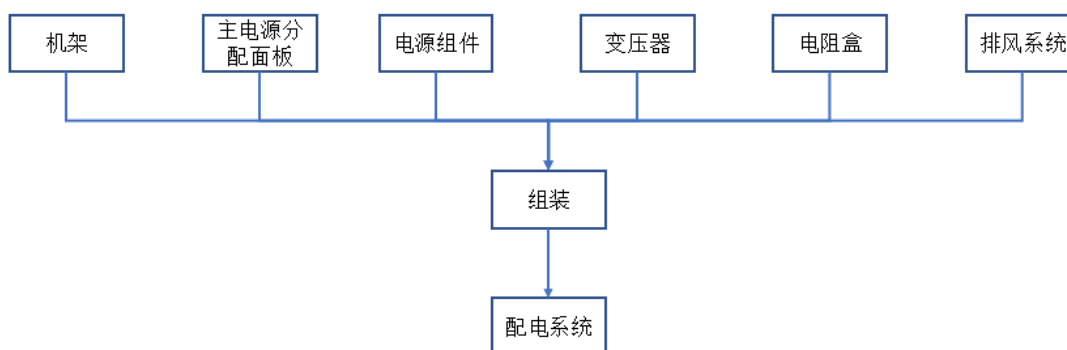 机架
主电源分
配面板
电源组件
变压器
电阻盒
排风系统
组装
配电系统